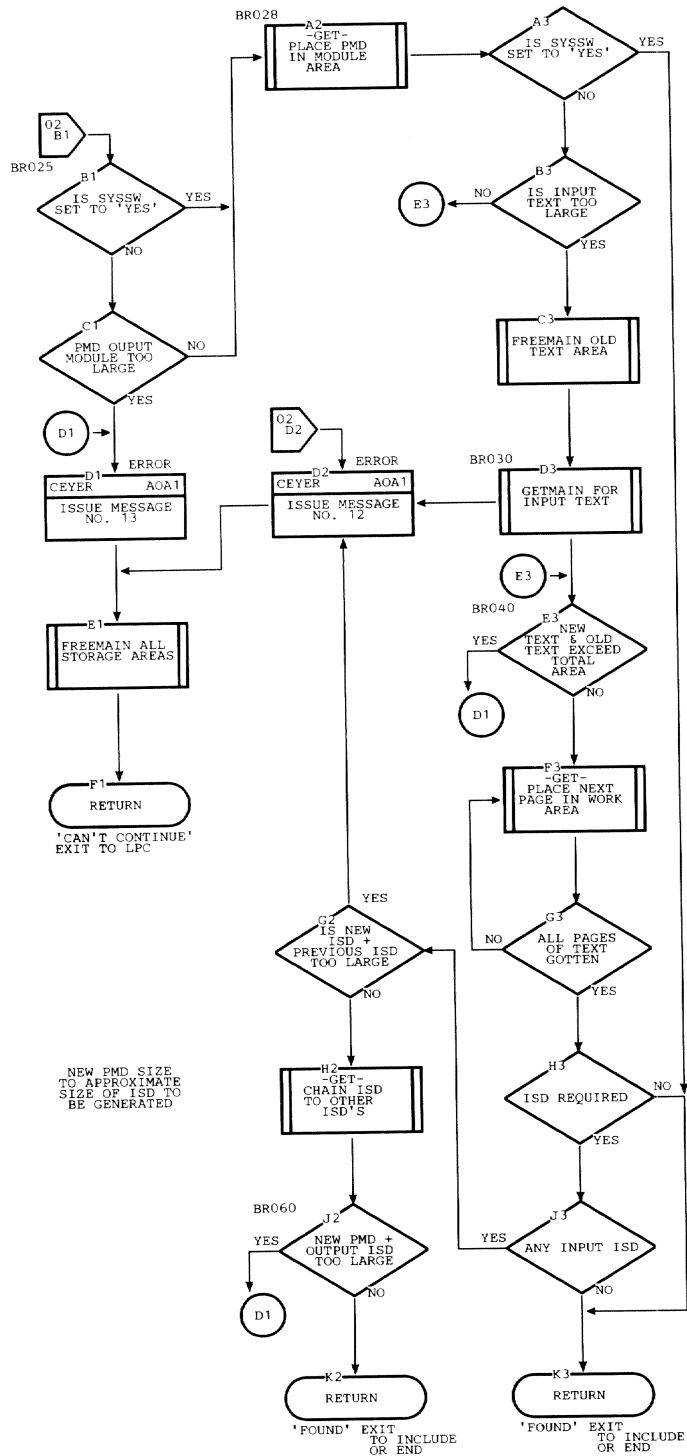 BR028
A2
-GET-
PLACE PMD
IN MODULE
AREA
A3
IS SYSSW
SET TO 'YES'
YES
NO
02
B1
BR025
B1
IS SYSSW
SET TO 'YES'
YES
NO
B3
IS INPUT
TEXT TOO
LARGE
NO
E3
YES
C1
PMD OUPUT
MODULE TOO
LARGE
NO
YES
C3
FREEMAIN OLD
TEXT AREA
D1
02
D2
ERROR
D1
CEYER AOA1
ISSUE MESSAGE
NO. 13
ERROR
D2
CEYER AOA1
ISSUE MESSAGE
NO. 12
BR030
D3
GETMAIN FOR
INPUT TEXT
E3
BR040
E1
FREEMAIN ALL
STORAGE AREAS
E3
NEW
TEXT & OLD
TEXT EXCEED
TOTAL
AREA
YES
D1
NO
F1
RETURN
'CAN'T CONTINUE'
EXIT TO LPC
F3
-GET-
PLACE NEXT
PAGE IN WORK
AREA
YES
G2
IS NEW
ISD +
PREVIOUS ISD
TOO LARGE
NO
G3
ALL PAGES
OF TEXT
GOTTEN
NO
YES
NEW PMD SIZE
TO APPROXIMATE
SIZE OF ISD TO
BE GENERATED
H2
-GET-
CHAIN ISD
TO OTHER
ISD'S
H3
ISD REQUIRED
NO
YES
BR060
J2
NEW PMD +
OUTPUT ISD
TOO LARGE
YES
D1
NO
J3
ANY INPUT ISD
YES
NO
K2
RETURN
'FOUND' EXIT
TO INCLUDE
OR END
K3
RETURN
'FOUND' EXIT
TO INCLUDE
OR END